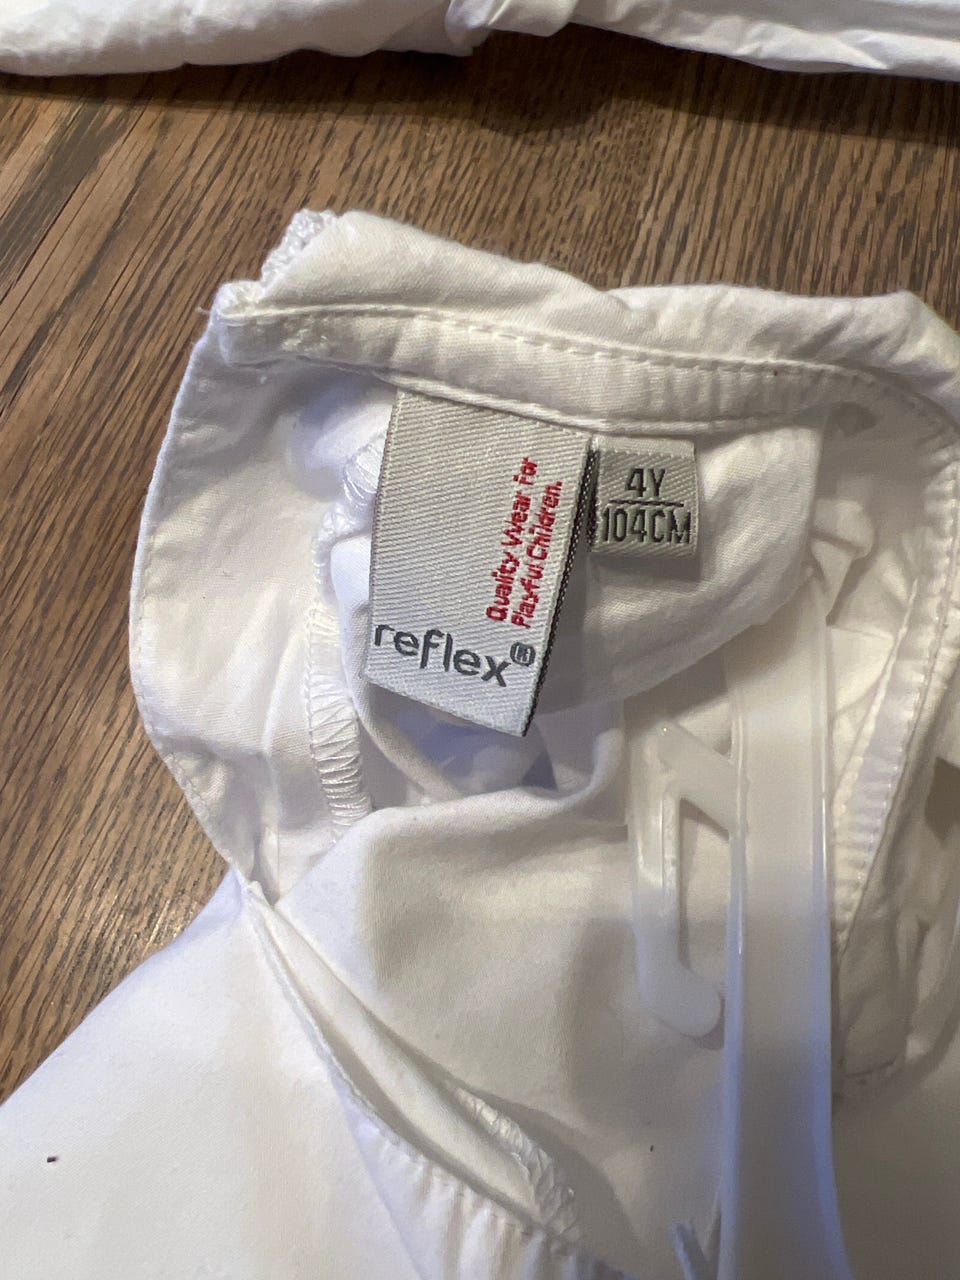 Quality Wear for
Playful Children.
reflex®
4Y
104CM